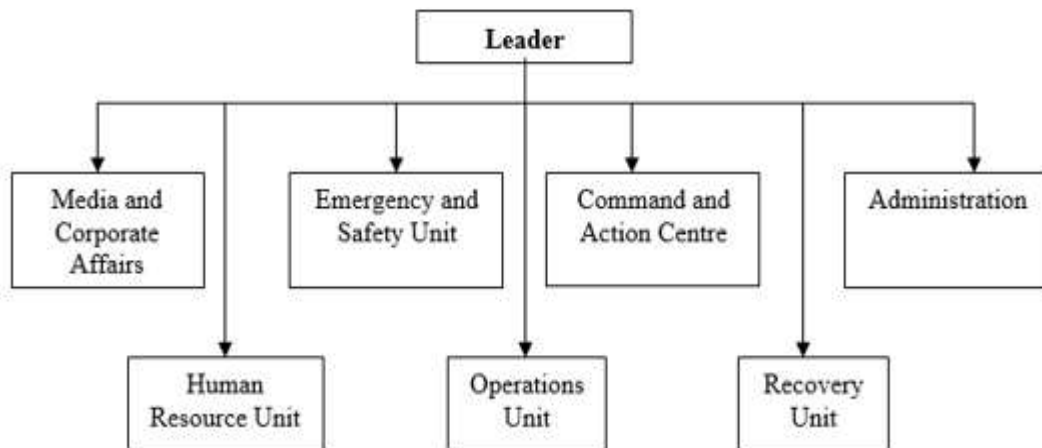 Leader
Media and
Corporate
Affairs
Emergency and
Safety Unit
Command and
Action Centre
Administration
Human
Resource Unit
Operations
Unit
Recovery
Unit